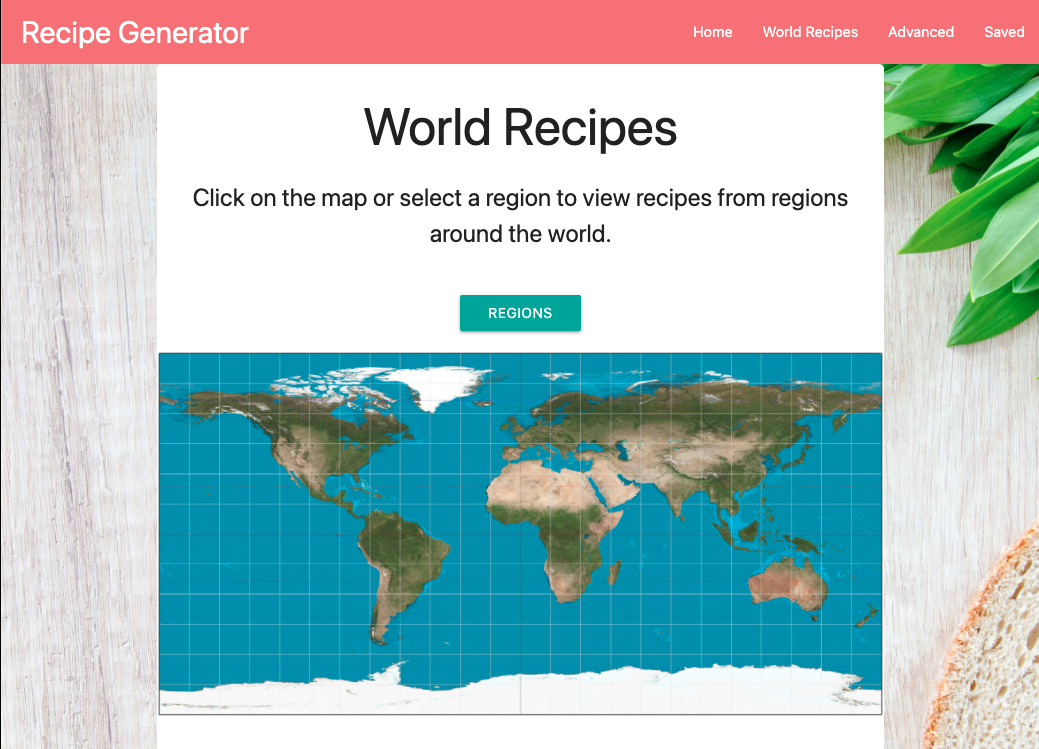 Recipe Generator
Home World Recipes Advanced Saved
World Recipes
Click on the map or select a region to view recipes from regions
around the world.
REGIONS